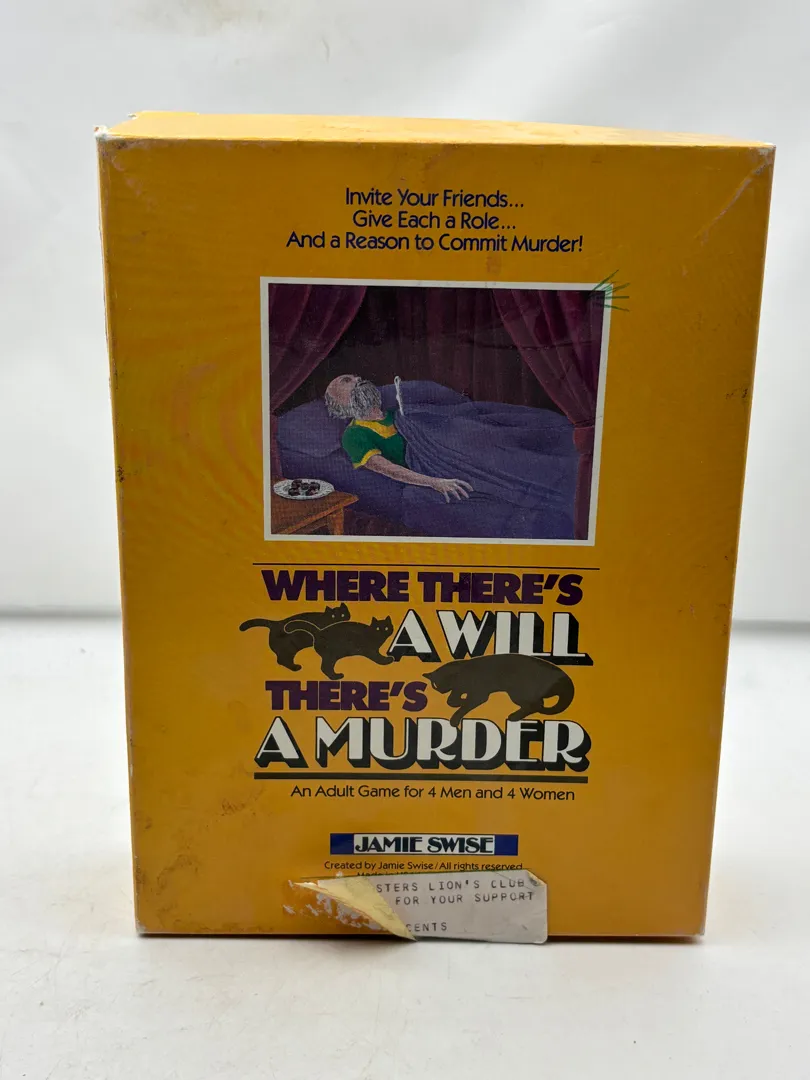 Invite Your Friends...
Give Each a Role...
And a Reason to Commit Murder!
WHERE THERE'S
A WILL
THERE'S
A MURDER
An Adult Game for 4 Men and 4 Women
JAMIE SWISE
Created by Jamie Swise/All rights reserved
Made in
STERS LION'S CLUB
FOR YOUR SUPPORT
CENTS